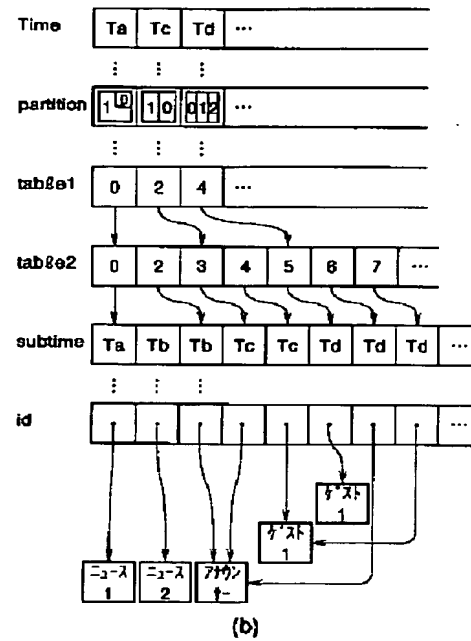 Time Ta Tc Td …
⋮ ⋮ ⋮
partition 1 0 1 0 0 1 2 …
⋮ ⋮ ⋮
table1 0 2 4 …
table2 0 2 3 4 5 6 7 …
subtime Ta Tb Tb Tc Tc Td Td Td …
⋮ ⋮ ⋮
id …
ゲスト
1
ゲスト
1
ニュース
1
ニュース
2
アナウン
サー
(b)